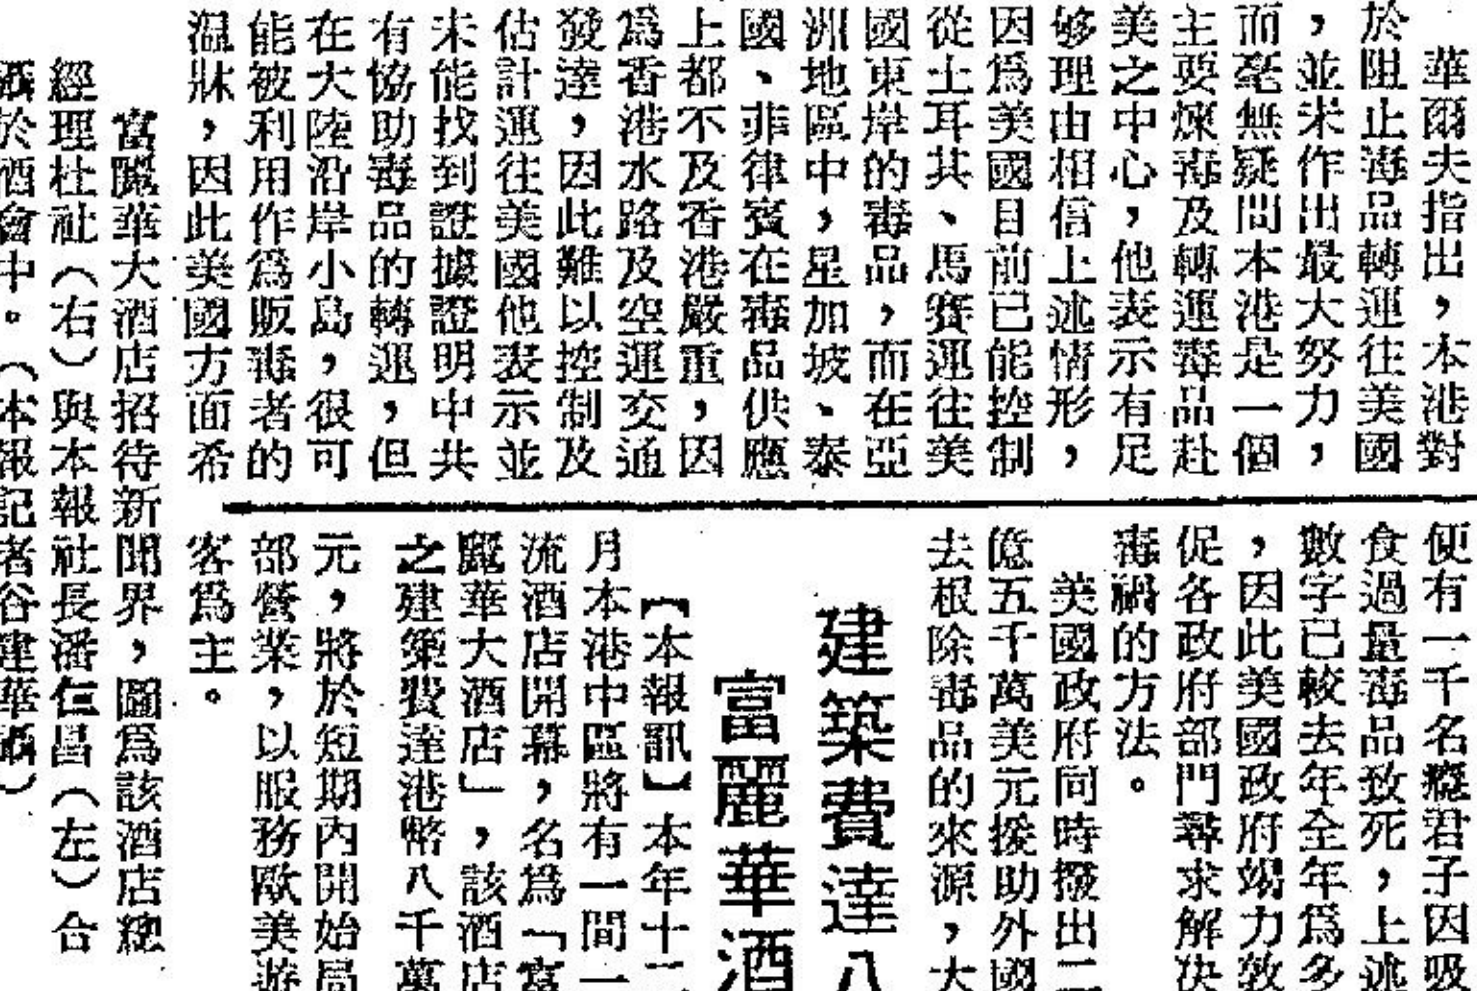 華爾夫指出，本港對
於阻止毒品轉運往美國
，並未作出最大努力，
而毫無疑問本港是一個
主要煉毒及轉運毒品赴
美之中心，他表示有足
够理由相信上述情形，
因爲美國目前已能控制
從土耳其、馬賽運往美
國東岸的毒品，而在亞
洲地區中，星加坡、泰
國、非律賓在毒品供應
上都不及香港嚴重，因
爲香港水路及空運交通
發達，因此難以控制及
估計運往美國他表示並
未能找到證據證明中共
有協助毒品的轉運，但
在大陸沿岸小島，很可
能被利用作爲販毒者的
温牀，因此美國方面希
富麗華大酒店招待新聞界，圖爲該酒店總
經理杜社（右）與本報社長潘仁昌（左）合
攝於酒會中。（本報記者谷建華攝）
便有一千名癮君子因吸
食過量毒品致死，上述
數字已較去年全年爲多
，因此美國政府竭力敦
促各政府部門尋求解决
毒禍的方法。
美國政府同時撥出二
億五千萬美元援助外國
去根除毒品的來源，大
建築費達八
富麗華酒
【本報訊】本年十二
月本港中區將有一間一
流酒店開幕，名爲「富
麗華大酒店」，該酒店
之建築費達港幣八千萬
元，將於短期內開始局
部營業，以服務歐美遊
客爲主。